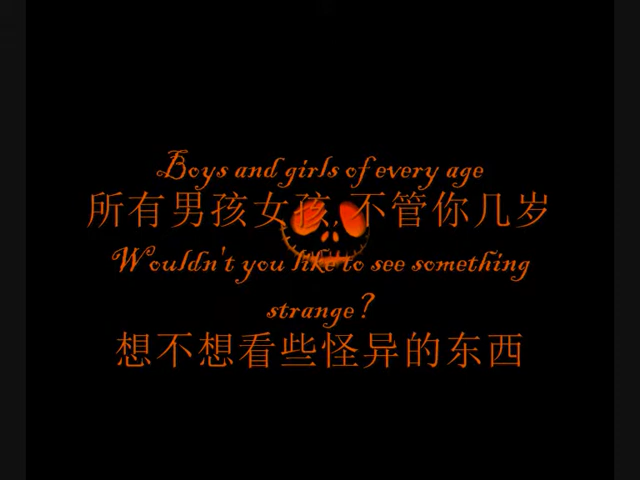 Boys and girls of every age
所有男孩女孩, 不管你几岁
Wouldn't you like to see something
strange?
想不想看些怪异的东西